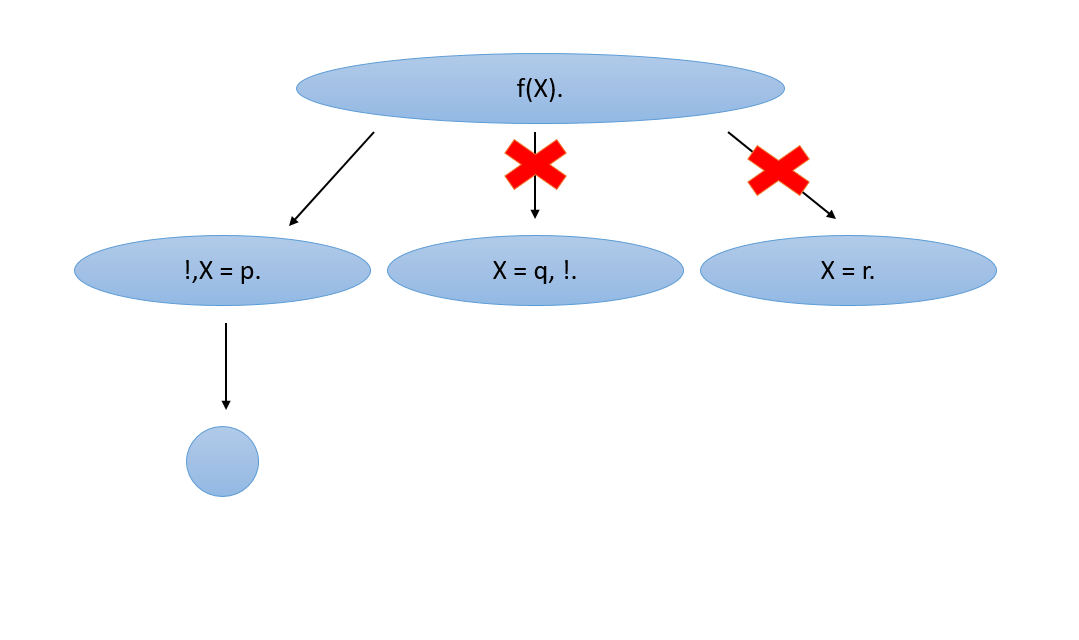 f(X).
!,X = p.
X = q, !.
X = r.